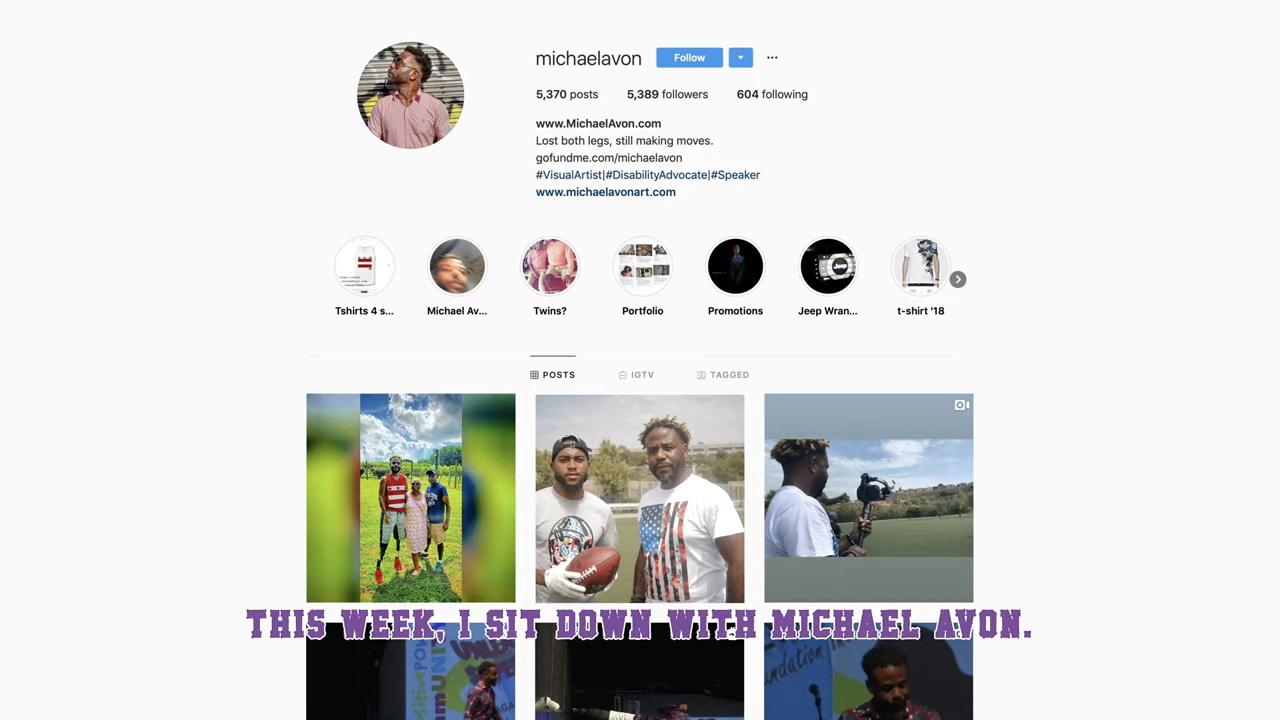 michaelavon
Follow
5,370 posts 5,389 followers 604 following
www.MichaelAvon.com
Lost both legs, still making moves.
gofundme.com/michaelavon
#VisualArtist|#DisabilityAdvocate|#Speaker
www.michaelavonart.com
Tshirts 4 s... Michael Av... Twins? Portfolio Promotions Jeep Wran... t-shirt '18
Jeep
POSTS IGTV TAGGED
THIS WEEK, I SIT DOWN WITH MICHAEL AVON.